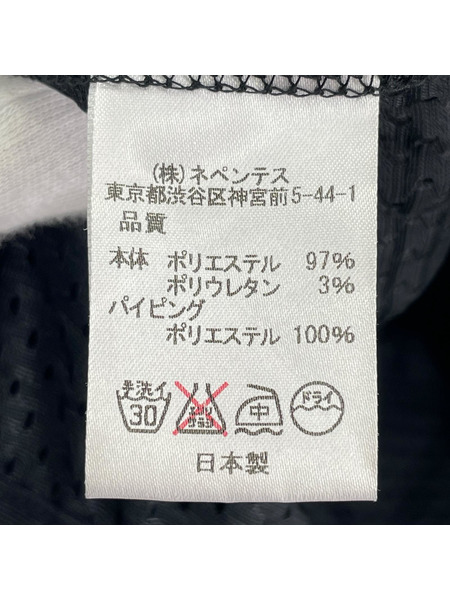 (株)ネペンテス
東京都渋谷区神宮前5-44-1
品質
本体 ポリエステル 97%
ポリウレタン 3%
パイピング
ポリエステル 100%
手洗イ 30 中 ドライ
日本製